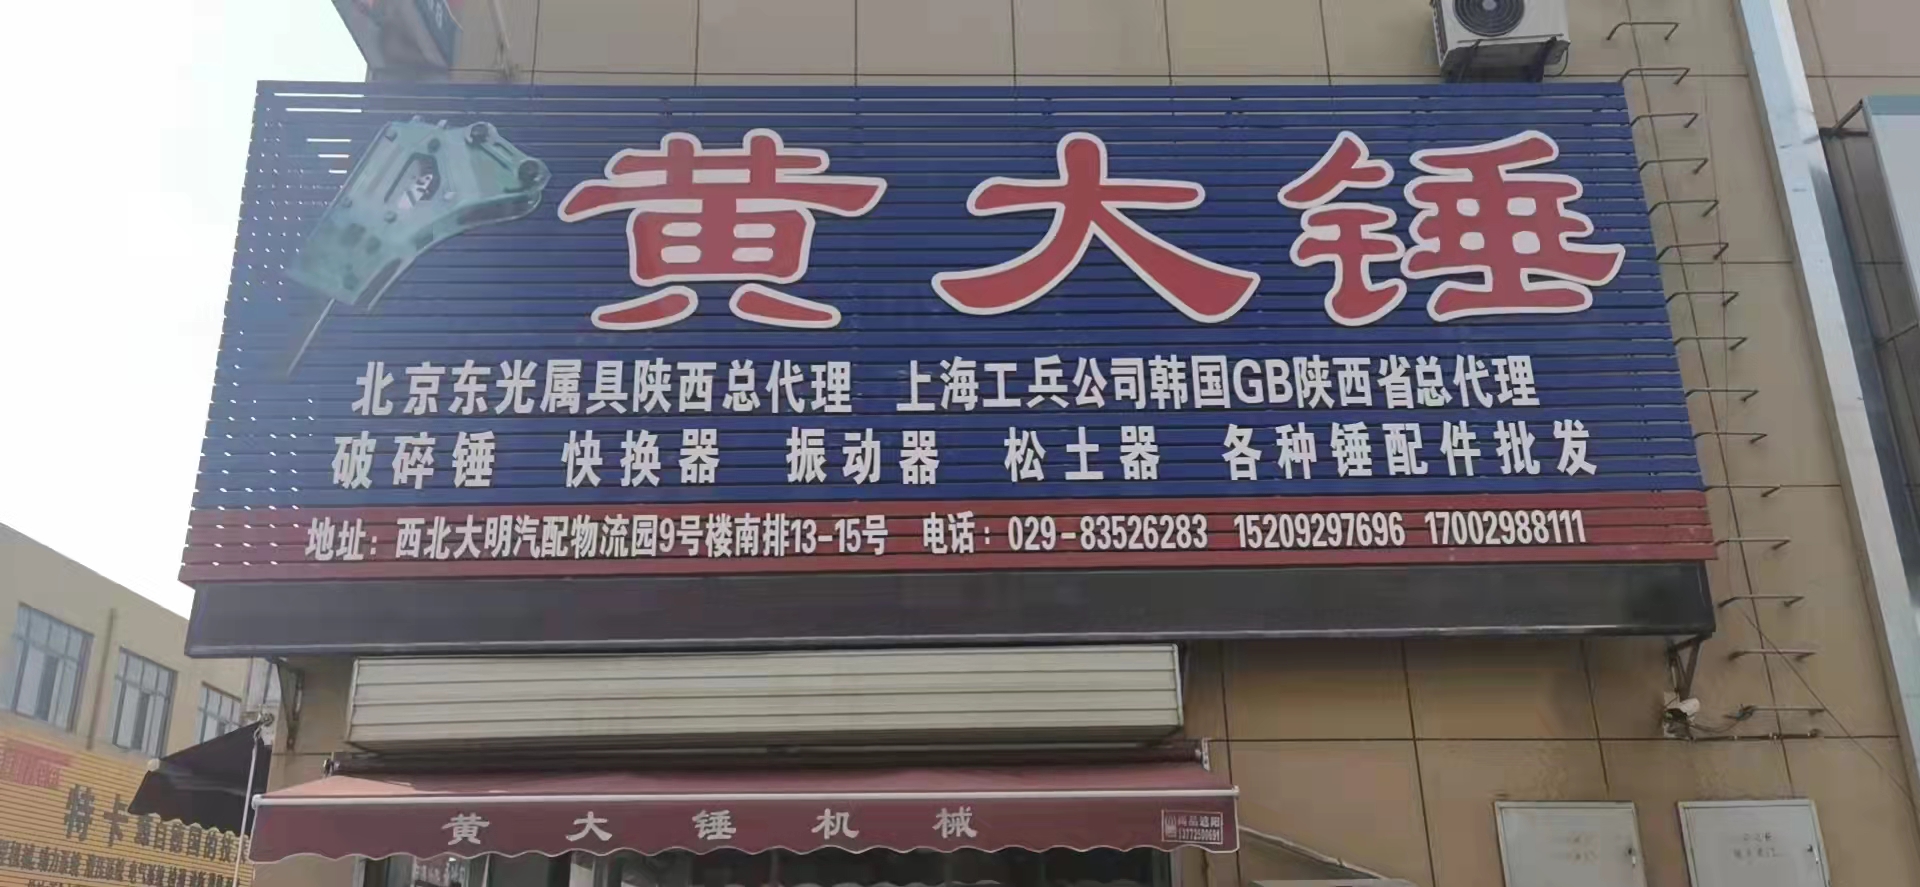 黄大锤
北京东光属具陕西总代理 上海工兵公司韩国GB陕西省总代理
破碎锤 快换器 振动器 松土器 各种锤配件批发
地址：西北大明汽配物流园9号楼南排13-15号 电话：029-83526283 15209297696 17002988111
黄大锤机械
特卡